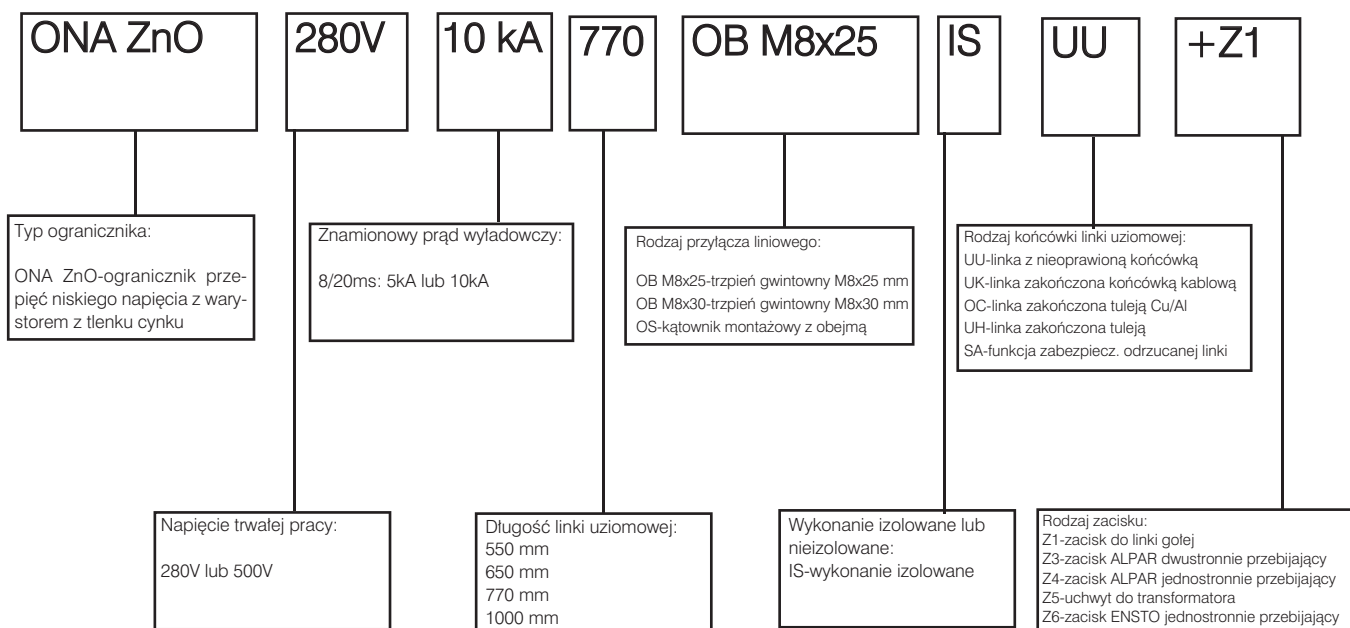 ONA ZnO 280V 10 kA 770 OB M8x25 IS UU +Z1
Typ ogranicznika:
ONA ZnO-ogranicznik prze-
pięć niskiego napięcia z wary-
storem z tlenku cynku
Znamionowy prąd wyładowczy:
8/20ms: 5kA lub 10kA
Rodzaj przyłącza liniowego:
OB M8x25-trzpień gwintowny M8x25 mm
OB M8x30-trzpień gwintowny M8x30 mm
OS-kątownik montażowy z obejmą
Rodzaj końcówki linki uziomowej:
UU-linka z nieoprawioną końcówką
UK-linka zakończona końcówką kablową
OC-linka zakończona tuleją Cu/Al
UH-linka zakończona tuleją
SA-funkcja zabezpiecz. odrzucanej linki
Napięcie trwałej pracy:
280V lub 500V
Długość linki uziomowej:
550 mm
650 mm
770 mm
1000 mm
Wykonanie izolowane lub
nieizolowane:
IS-wykonanie izolowane
Rodzaj zacisku:
Z1-zacisk do linki gołej
Z3-zacisk ALPAR dwustronnie przebijający
Z4-zacisk ALPAR jednostronnie przebijający
Z5-uchwyt do transformatora
Z6-zacisk ENSTO jednostronnie przebijający